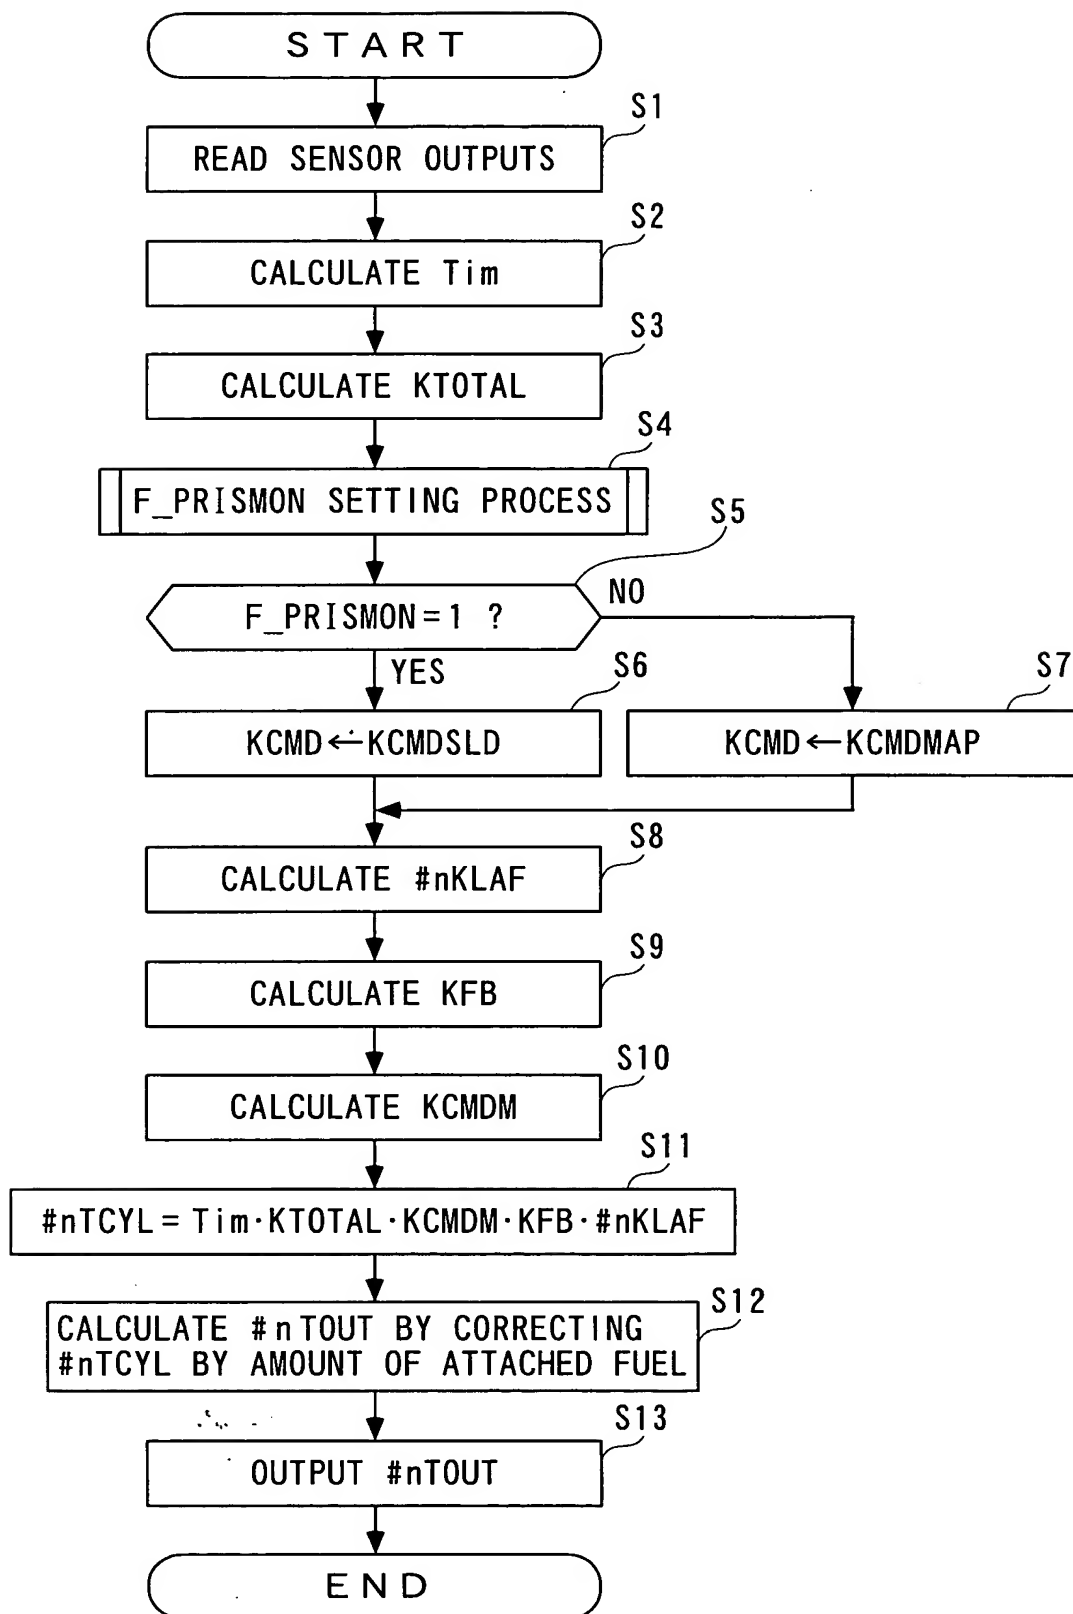 START
S1
READ SENSOR OUTPUTS
S2
CALCULATE Tim
S3
CALCULATE KTOTAL
S4
F_PRISMON SETTING PROCESS
S5
F_PRISMON=1 ?
NO
YES
S6
KCMD←KCMDSLD
S7
KCMD←KCMDMAP
S8
CALCULATE #nKLAF
S9
CALCULATE KFB
S10
CALCULATE KCMDM
S11
#nTCYL=Tim·KTOTAL·KCMDM·KFB·#nKLAF
S12
CALCULATE #nTOUT BY CORRECTING
#nTCYL BY AMOUNT OF ATTACHED FUEL
S13
OUTPUT #nTOUT
END